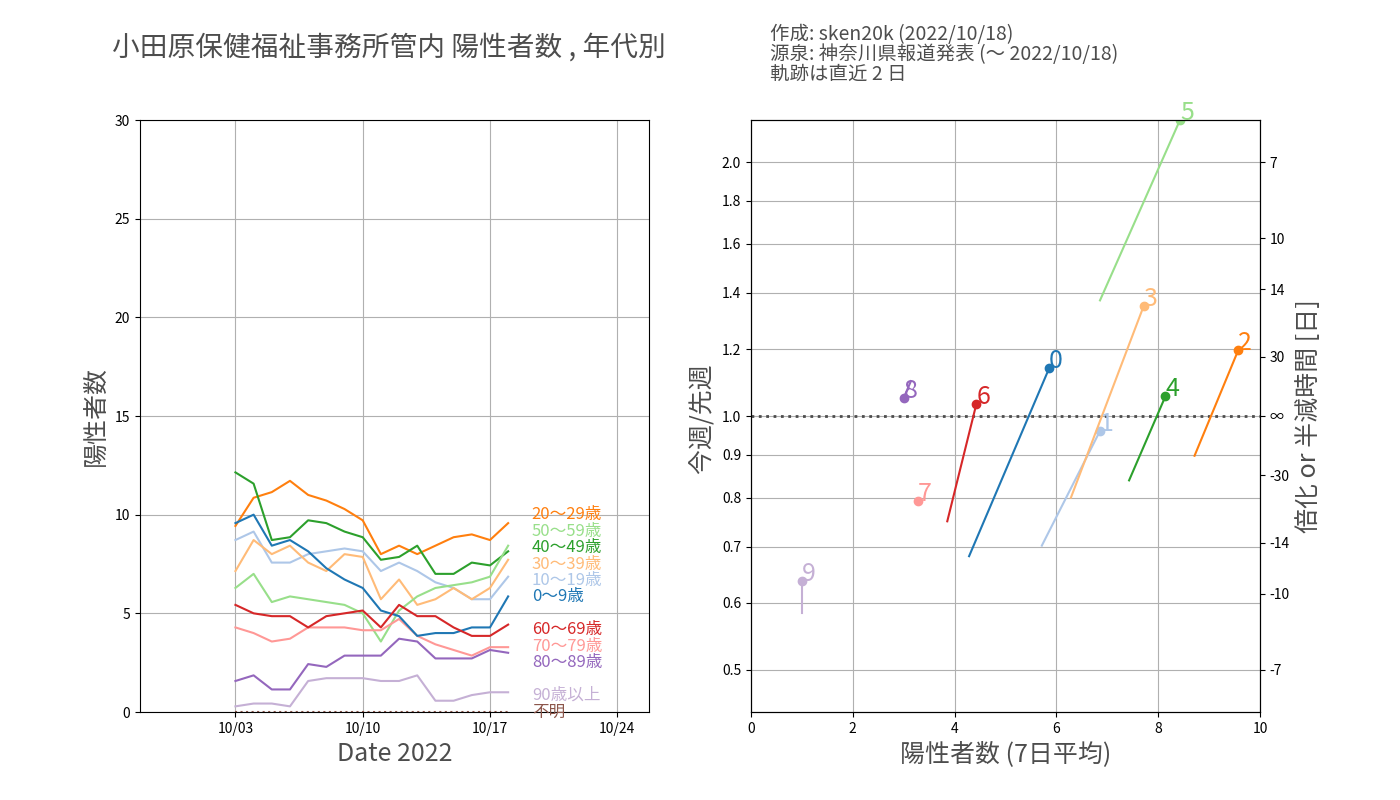 小田原保健福祉事務所管内 陽性者数 , 年代別
作成: sken20k (2022/10/18)
源泉: 神奈川県報道発表 (～ 2022/10/18)
軌跡は直近 2 日
陽性者数
30
25
20
15
10
5
0
10/03
10/10
10/17
10/24
Date 2022
20～29歳
50～59歳
40～49歳
30～39歳
10～19歳
0～9歳
60～69歳
70～79歳
80～89歳
90歳以上
不明
今週/先週
2.0
1.8
1.6
1.4
1.2
1.0
0.9
0.8
0.7
0.6
0.5
5
3
2
0
4
6
8
1
7
9
0
2
4
6
8
10
陽性者数 (7日平均)
7
10
14
30
∞
-30
-14
-10
-7
倍化 or 半減時間 [日]